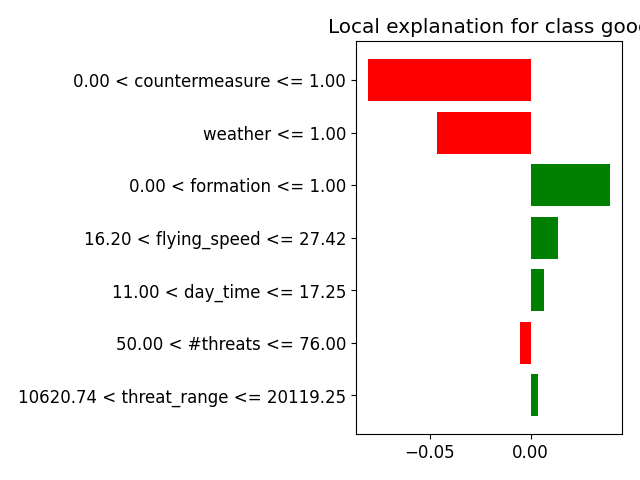 Local explanation for class goo
0.00 < countermeasure <= 1.00
weather <= 1.00
0.00 < formation <= 1.00
16.20 < flying_speed <= 27.42
11.00 < day_time <= 17.25
50.00 < #threats <= 76.00
10620.74 < threat_range <= 20119.25
−0.05 0.00